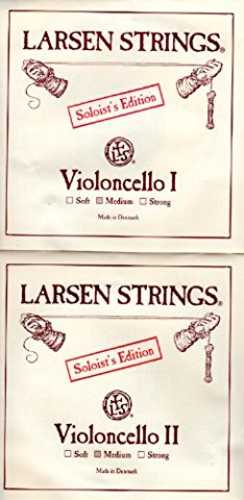 LARSEN STRINGS®
Soloist's Edition
Violoncello I
☐ Soft ☒ Medium ☐ Strong
Made in Denmark
LARSEN STRINGS®
Soloist's Edition
Violoncello II
☐ Soft ☒ Medium ☐ Strong
Made in Denmark